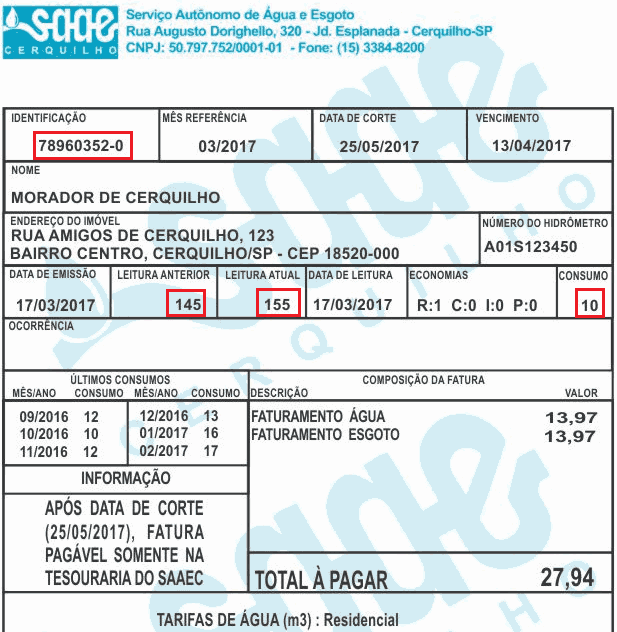 saae
CERQUILHO
Serviço Autônomo de Água e Esgoto
Rua Augusto Dorighello, 320 - Jd. Esplanada - Cerquilho-SP
CNPJ: 50.797.752/0001-01 - Fone: (15) 3384-8200
IDENTIFICAÇÃO MÊS REFERÊNCIA DATA DE CORTE VENCIMENTO
78960352-0 03/2017 25/05/2017 13/04/2017
NOME
MORADOR DE CERQUILHO
ENDEREÇO DO IMÓVEL NÚMERO DO HIDRÔMETRO
RUA AMIGOS DE CERQUILHO, 123
BAIRRO CENTRO, CERQUILHO/SP - CEP 18520-000 A01S123450
DATA DE EMISSÃO LEITURA ANTERIOR LEITURA ATUAL DATA DE LEITURA ECONOMIAS CONSUMO
17/03/2017 145 155 17/03/2017 R:1 C:0 I:0 P:0 10
OCORRÊNCIA
ÚLTIMOS CONSUMOS COMPOSIÇÃO DA FATURA
MÊS/ANO CONSUMO MÊS/ANO CONSUMO DESCRIÇÃO VALOR
09/2016 12 12/2016 13 FATURAMENTO ÁGUA 13,97
10/2016 10 01/2017 16 FATURAMENTO ESGOTO 13,97
11/2016 12 02/2017 17
INFORMAÇÃO
APÓS DATA DE CORTE
(25/05/2017), FATURA
PAGÁVEL SOMENTE NA
TESOURARIA DO SAAEC
TOTAL À PAGAR 27,94
TARIFAS DE ÁGUA (m3) : Residencial
saae
CERQUILHO